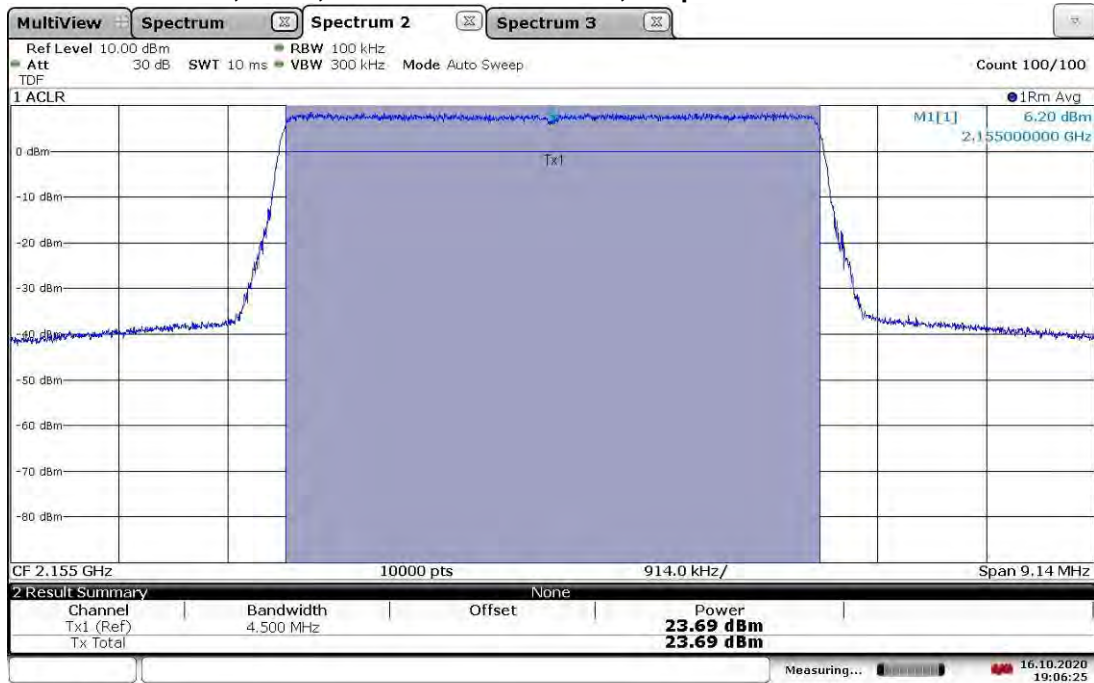 MultiView Spectrum Spectrum 2 Spectrum 3
Ref Level 10.00 dBm RBW 100 kHz
Att 30 dB SWT 10 ms VBW 300 kHz Mode Auto Sweep Count 100/100
TDF
1 ACLR 1Rm Avg
M1[1] 6.20 dBm
2.155000000 GHz
0 dBm
Tx1
-10 dBm
-20 dBm
-30 dBm
-40 dBm
-50 dBm
-60 dBm
-70 dBm
-80 dBm
CF 2.155 GHz 10000 pts 914.0 kHz/ Span 9.14 MHz
2 Result Summary None
Channel Bandwidth Offset Power
Tx1 (Ref) 4.500 MHz 23.69 dBm
Tx Total 23.69 dBm
Measuring... 16.10.2020
19:06:25